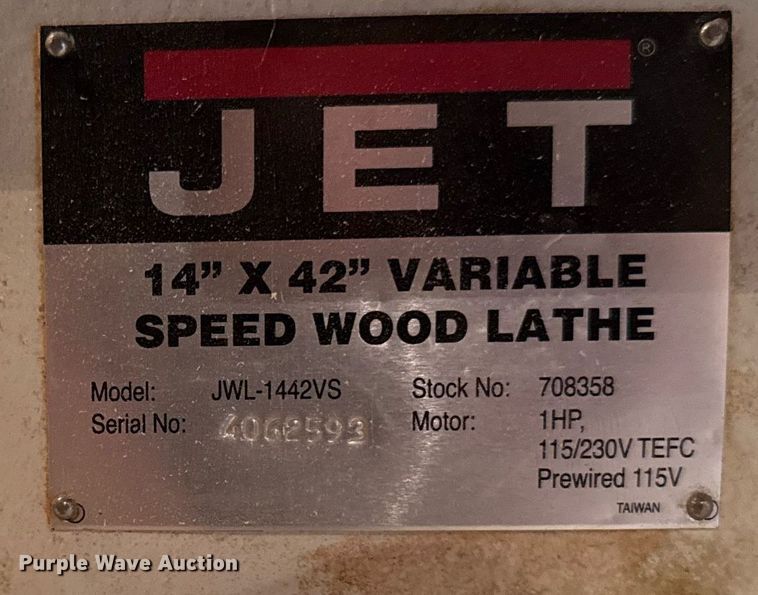 JET®
14" X 42" VARIABLE
SPEED WOOD LATHE
Model: JWL-1442VS Stock No: 708358
Serial No: 4062593 Motor: 1HP,
115/230V TEFC
Prewired 115V
TAIWAN
Purple Wave Auction